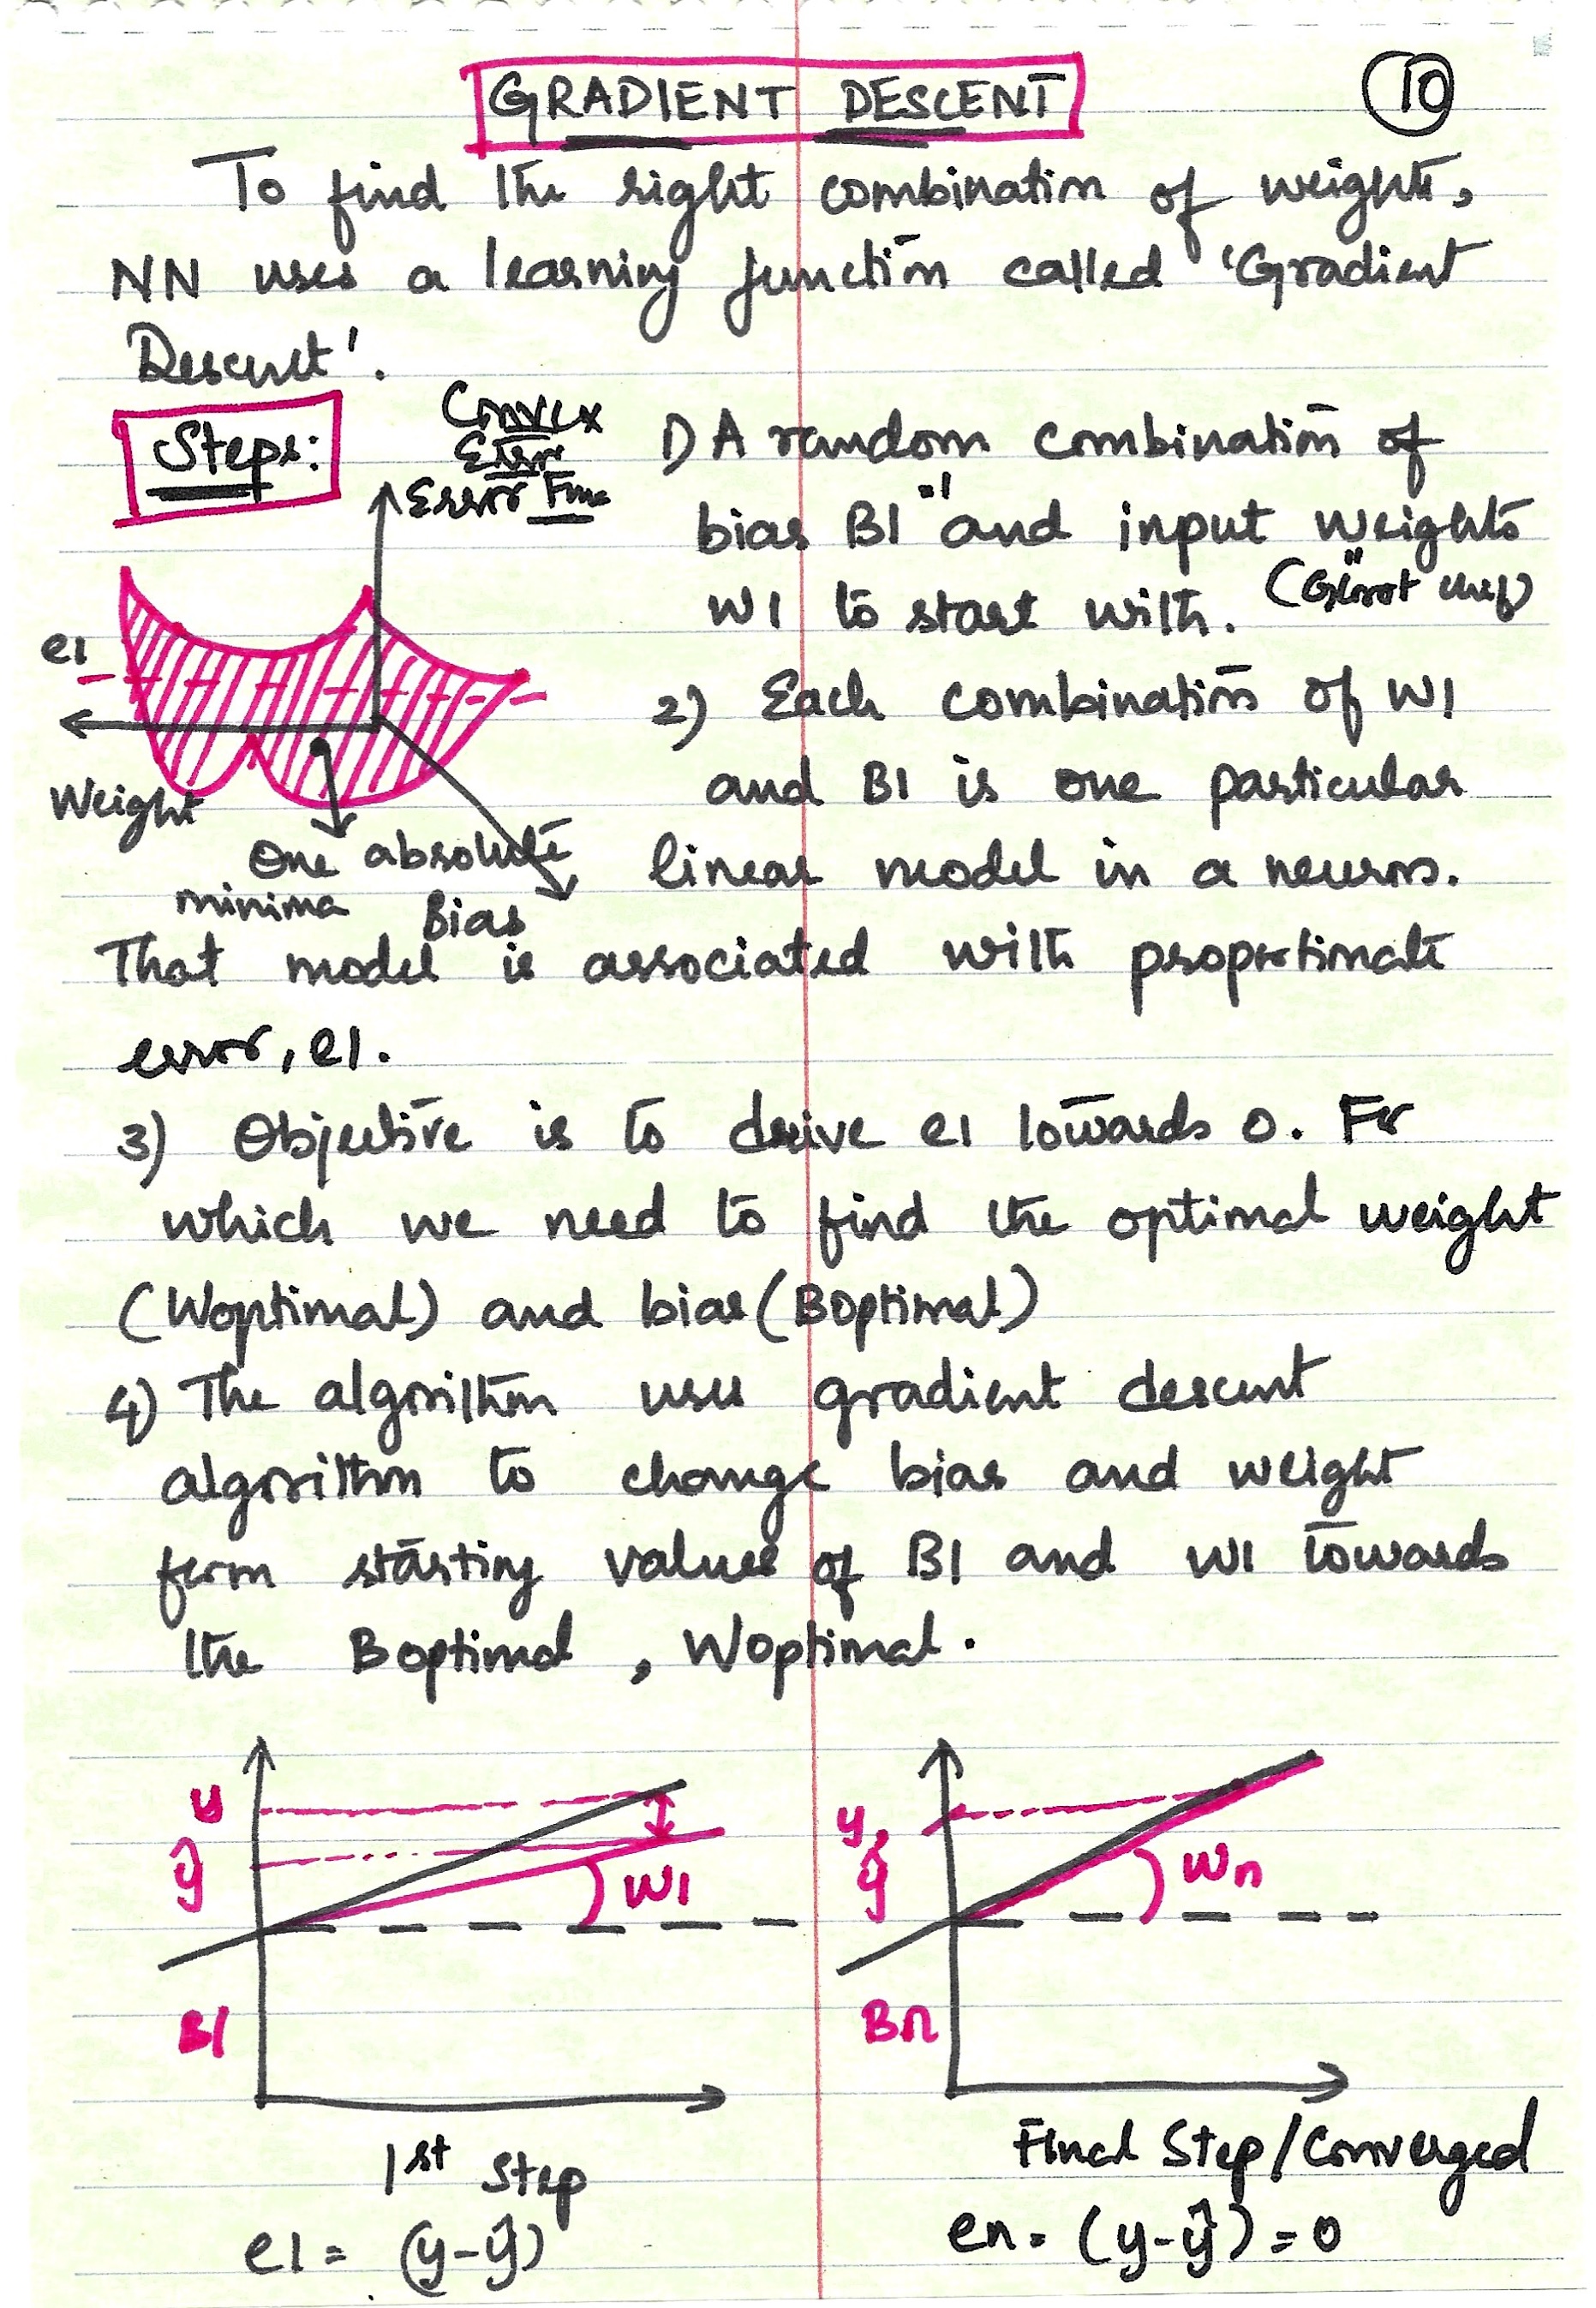 GRADIENT DESCENT
10
To find the right combination of weights,
NN uses a learning function called 'Gradient
Descent'.
Steps:
Convex
Error
Error Fnc
e1
Weight
One absolute
minima
Bias
1) A random combination of
bias B1 "1 and input weights
W1 to start with. (Glorot Unif)
2) Each combination of W1
and B1 is one particular
linear model in a neuron.
That model is associated with proportionate
error, e1.
3) Objective is to drive e1 towards 0. For
which we need to find the optimal weight
(Woptimal) and bias (Boptimal)
4) The algorithm uses gradient descent
algorithm to change bias and weight
form starting values of B1 and W1 towards
the Boptimal, Woptimal.
y
ŷ
W1
B1
1st Step
e1 = (y-ŷ)
y,
ŷ
Wn
Bn
Final Step/Converged
en = (y-ŷ) = 0